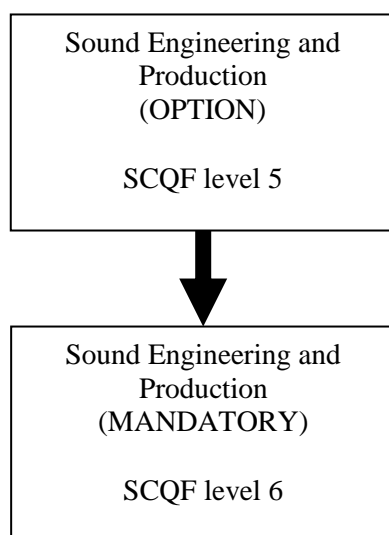 Sound Engineering and
Production
(OPTION)
SCQF level 5
Sound Engineering and
Production
(MANDATORY)
SCQF level 6